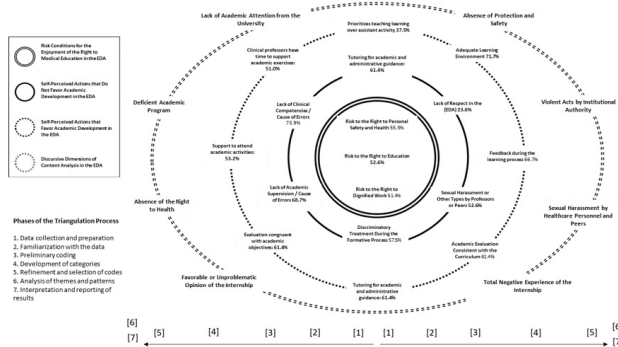 Risk Conditions for the
Enjoyment of the Right to
Medical Education in the EDA
Self-Perceived Actions that Do
Not Favor Academic
Development in the EDA
Self-Perceived Actions that
Favor Academic Development in
the EDA
Discursive Dimensions of
Content Analysis in the EDA
Phases of the Triangulation Process
1. Data collection and preparation
2. Familiarization with the data
3. Preliminary coding
4. Development of categories
5. Refinement and selection of codes
6. Analysis of themes and patterns
7. Interpretation and reporting of
results
Lack of Academic Attention from the
University
Absence of Protection and
Safety
Deficient Academic
Program
Violent Acts by Institutional
Authority
Absence of the Right
to Health
Sexual Harassment by
Healthcare Personnel and
Peers
Favorable or Unproblematic
Opinion of the Internship
Total Negative Experience of the
Internship
Prioritizes teaching learning
over assistant activity 37.5%
Clinical professors have
time to support
academic exercises:
51.0%
Adequate Learning
Environment 71.7%
Support to attend
academic activities:
53.2%
Feedback during the
learning process 66.7%
Evaluation congruent
with academic
objectives: 61.4%
Academic Evaluation
Consistent with the
Curriculum 61.4%
Tutoring for academic
and administrative
guidance: 61.4%
Tutoring for academic and
administrative guidance:
61.4%
Lack of Clinical
Competencies /
Cause of Errors
73.9%
Lack of Respect in the
(EDA) 23.6%
Lack of Academic
Supervision / Cause
of Errors 68.7%
Sexual Harassment or
Other Types by Professors
or Peers 52.6%
Discriminatory
Treatment During the
Formative Process 57.9%
Risk to the Right to Personal
Safety and Health 55.5%
Risk to the Right to Education
52.6%
Risk to the Right to
Dignified Work 51.4%
[6]
[7] [5] [4] [3] [2] [1] [1] [2] [3] [4] [5]